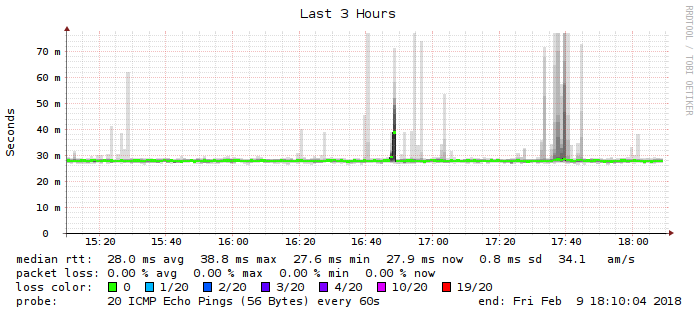 Last 3 Hours
RRDTOOL / TOBI OETIKER
Seconds
70 m
60 m
50 m
40 m
30 m
20 m
10 m
0
15:20 15:40 16:00 16:20 16:40 17:00 17:20 17:40 18:00
median rtt: 28.0 ms avg 38.8 ms max 27.6 ms min 27.9 ms now 0.8 ms sd 34.1 am/s
packet loss: 0.00 % avg 0.00 % max 0.00 % min 0.00 % now
loss color: 0 1/20 2/20 3/20 4/20 10/20 19/20
probe: 20 ICMP Echo Pings (56 Bytes) every 60s end: Fri Feb 9 18:10:04 2018